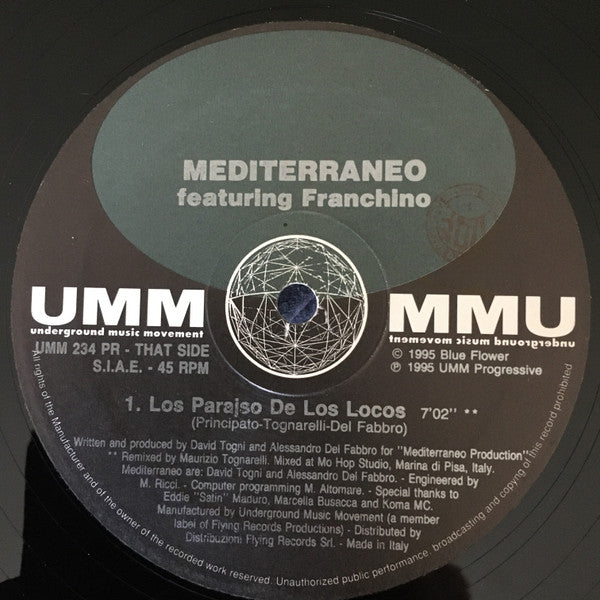 MEDITERRANEO
featuring Franchino
UMM
underground music movement
UMM
underground music movement
UMM 234 PR - THAT SIDE
S.I.A.E. - 45 RPM
© 1995 Blue Flower
℗ 1995 UMM Progressive
1. Los Parajso De Los Locos 7'02" **
(Principato-Tognarelli-Del Fabbro)
Written and produced by David Togni and Alessandro Del Fabbro for "Mediterraneo Production"
** Remixed by Maurizio Tognarelli. Mixed at Mo Hop Studio, Marina di Pisa, Italy.
Mediterraneo are: David Togni and Alessandro Del Fabbro. - Engineered by
M. Ricci. - Computer programming M. Altomare. - Special thanks to
Eddie "Satin" Maduro, Marcella Busacca and Koma MC.
Manufactured by Underground Music Movement (a member
label of Flying Records Productions) - Distributed by
Distribuzioni Flying Records Srl. - Made in Italy
All rights of the Manufacturer and of the owner of the recorded work reserved. Unauthorized public performance, broadcasting and copying of this record prohibited